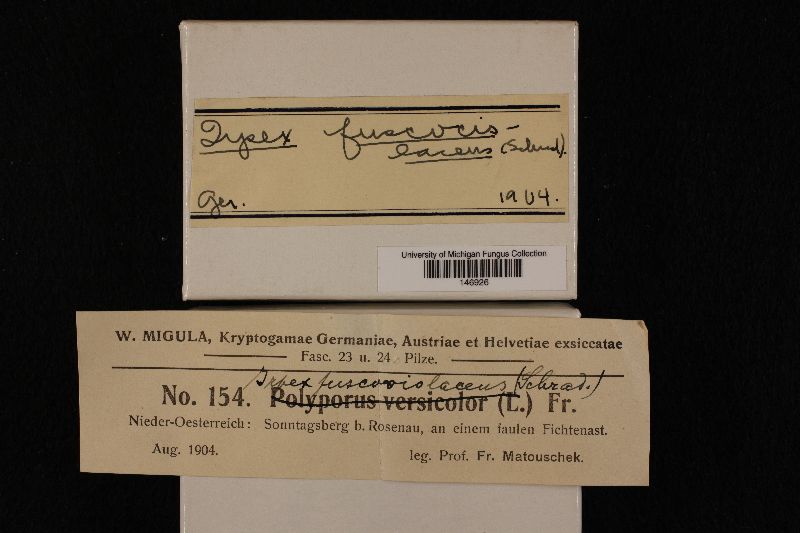 Irpex fuscovio-
laceus (Schrad).
Ger. 1904.
University of Michigan Fungus Collection
146926
W. MIGULA, Kryptogamae Germaniae, Austriae et Helvetiae exsiccatae
Fasc. 23 u. 24 Pilze.
Irpex fuscoviolaceus (Schrad.)
No. 154. Polyporus versicolor (L.) Fr.
Nieder-Oesterreich: Sonntagsberg b. Rosenau, an einem faulen Fichtenast.
Aug. 1904. leg. Prof. Fr. Matouschek.